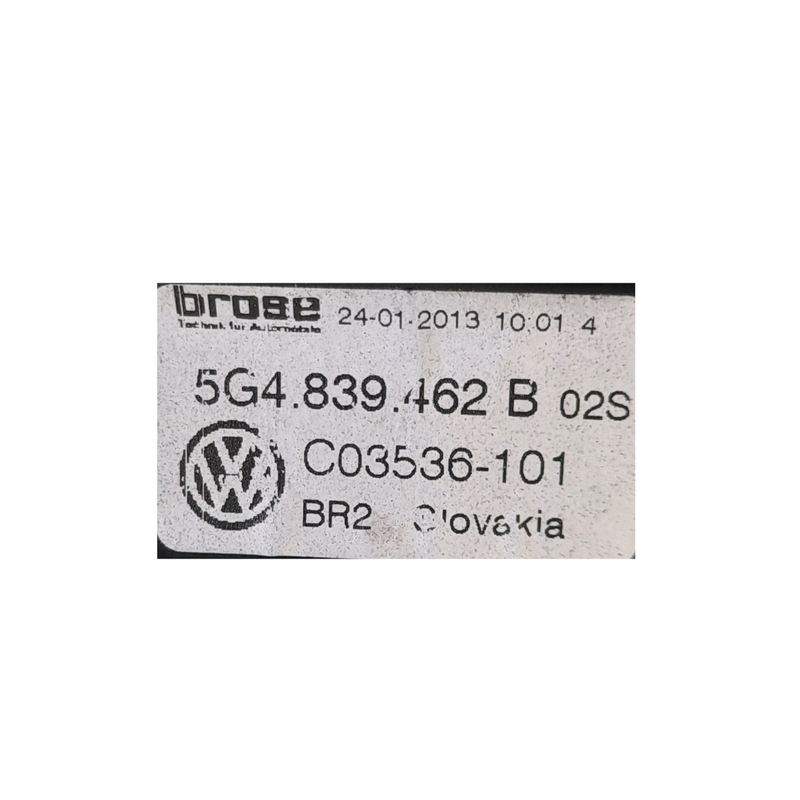 brose
Technik für Automobile
24-01-2013 10:01 4
5G4.839.462 B 02S
C03536-101
BR2 Slovakia